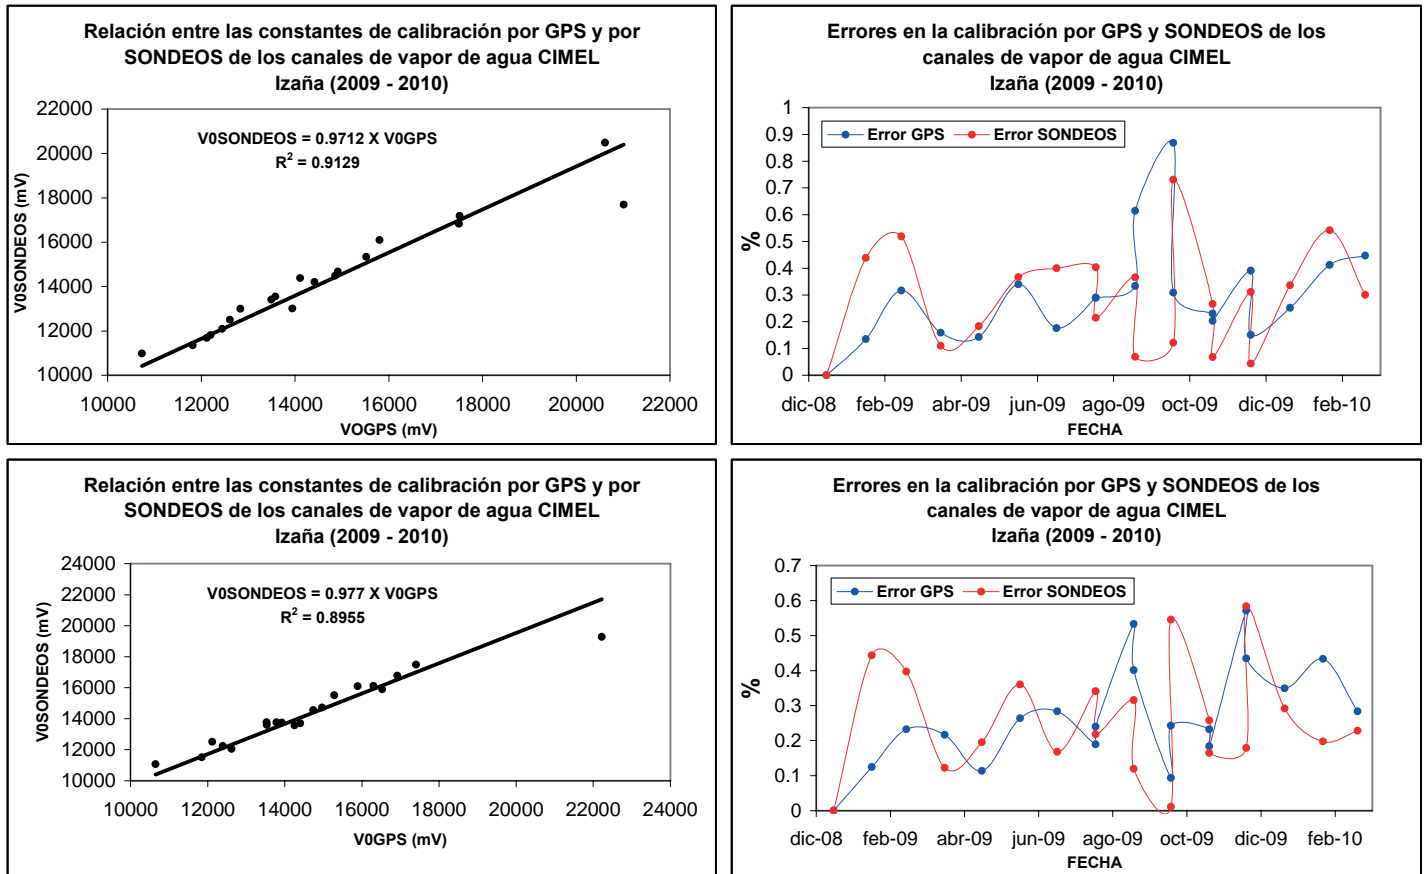 Relación entre las constantes de calibración por GPS y por
SONDEOS de los canales de vapor de agua CIMEL
Izaña (2009 - 2010)
V0SONDEOS = 0.9712 X V0GPS
R² = 0.9129
V0SONDEOS (mV)
22000
20000
18000
16000
14000
12000
10000
10000 12000 14000 16000 18000 20000 22000
VOGPS (mV)
Errores en la calibración por GPS y SONDEOS de los
canales de vapor de agua CIMEL
Izaña (2009 - 2010)
Error GPS Error SONDEOS
%
1
0.9
0.8
0.7
0.6
0.5
0.4
0.3
0.2
0.1
0
dic-08 feb-09 abr-09 jun-09 ago-09 oct-09 dic-09 feb-10
FECHA
Relación entre las constantes de calibración por GPS y por
SONDEOS de los canales de vapor de agua CIMEL
Izaña (2009 - 2010)
V0SONDEOS = 0.977 X V0GPS
R² = 0.8955
V0SONDEOS (mV)
24000
22000
20000
18000
16000
14000
12000
10000
10000 12000 14000 16000 18000 20000 22000 24000
V0GPS (mV)
Errores en la calibración por GPS y SONDEOS de los
canales de vapor de agua CIMEL
Izaña (2009 - 2010)
Error GPS Error SONDEOS
%
0.7
0.6
0.5
0.4
0.3
0.2
0.1
0
dic-08 feb-09 abr-09 jun-09 ago-09 oct-09 dic-09 feb-10
FECHA